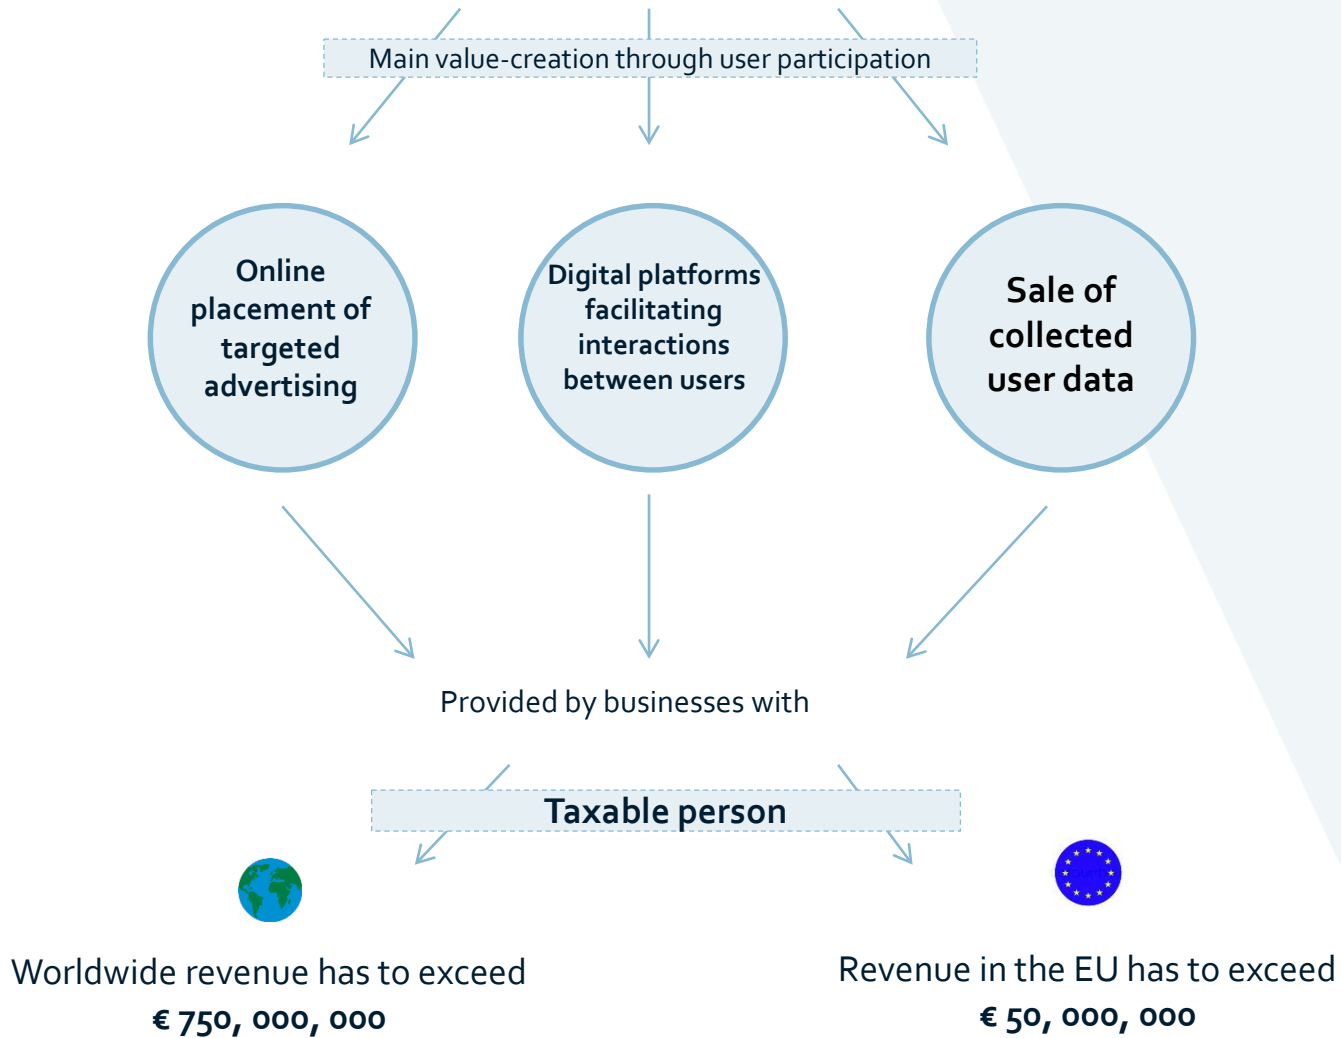 Main value-creation through user participation
Online
placement of
targeted
advertising
Digital platforms
facilitating
interactions
between users
Sale of
collected
user data
Provided by businesses with
Taxable person
Worldwide revenue has to exceed
€ 750, 000, 000
Revenue in the EU has to exceed
€ 50, 000, 000